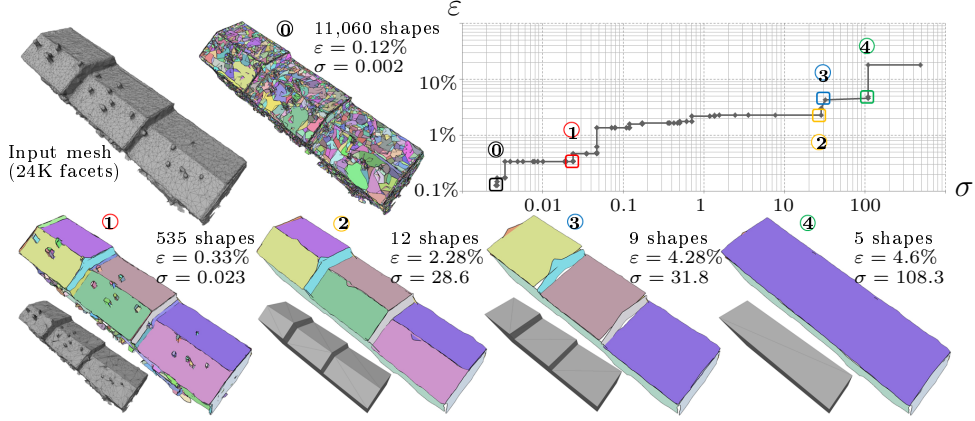 Input mesh
(24K facets)
0
11,060 shapes
ε = 0.12%
σ = 0.002
ε
10%
1%
0.1%
0.01
0.1
1
10
100
σ
0
1
2
3
4
1
535 shapes
ε = 0.33%
σ = 0.023
2
12 shapes
ε = 2.28%
σ = 28.6
3
9 shapes
ε = 4.28%
σ = 31.8
4
5 shapes
ε = 4.6%
σ = 108.3